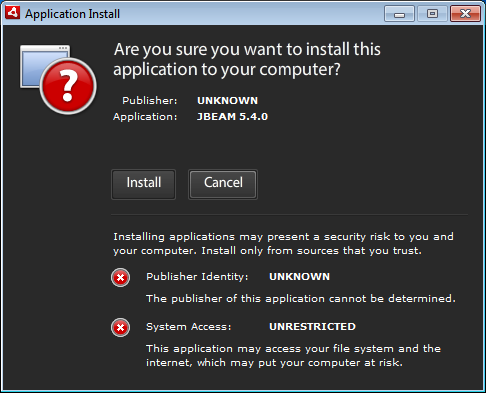 Application Install
Are you sure you want to install this
application to your computer?
Publisher: UNKNOWN
Application: JBEAM 5.4.0
Install Cancel
Installing applications may present a security risk to you and
your computer. Install only from sources that you trust.
Publisher Identity: UNKNOWN
The publisher of this application cannot be determined.
System Access: UNRESTRICTED
This application may access your file system and the
internet, which may put your computer at risk.